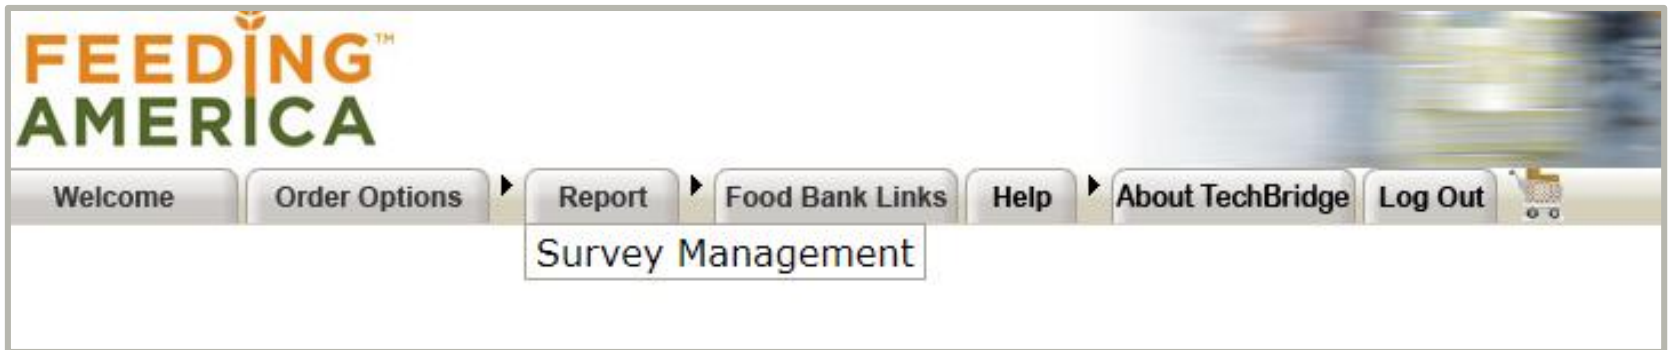 FEEDING™
AMERICA
Welcome Order Options Report Food Bank Links Help About TechBridge Log Out
Survey Management